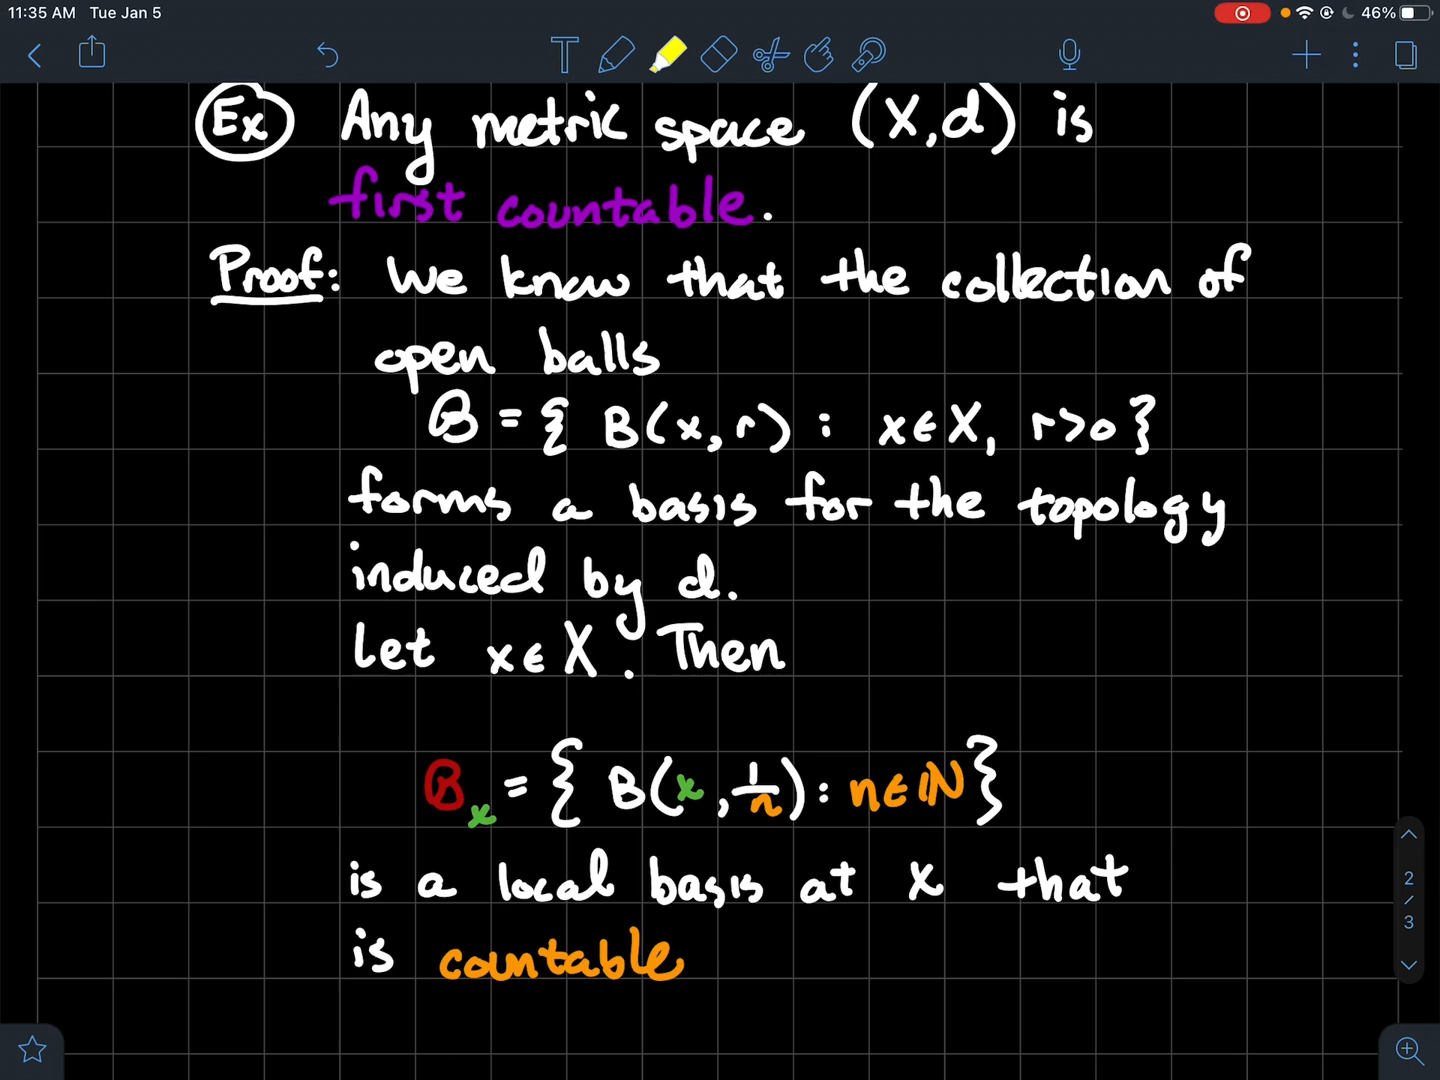 11:35 AM Tue Jan 5 46%
Ex Any metric space (X,d) is
first countable.
Proof: We know that the collection of
open balls
B = { B(x,r) : x∈X, r>0 }
forms a basis for the topology
induced by d.
Let x∈X. Then
B_x = { B(x, 1/n) : n∈ℕ }
is a local basis at x that
is countable
2
/
3